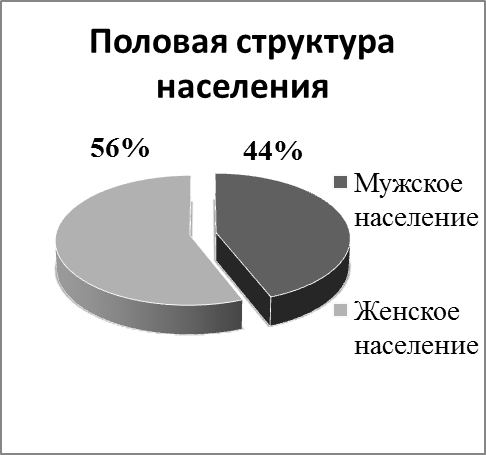 Половая структура
населения
56%
44%
Мужское
население
Женское
население